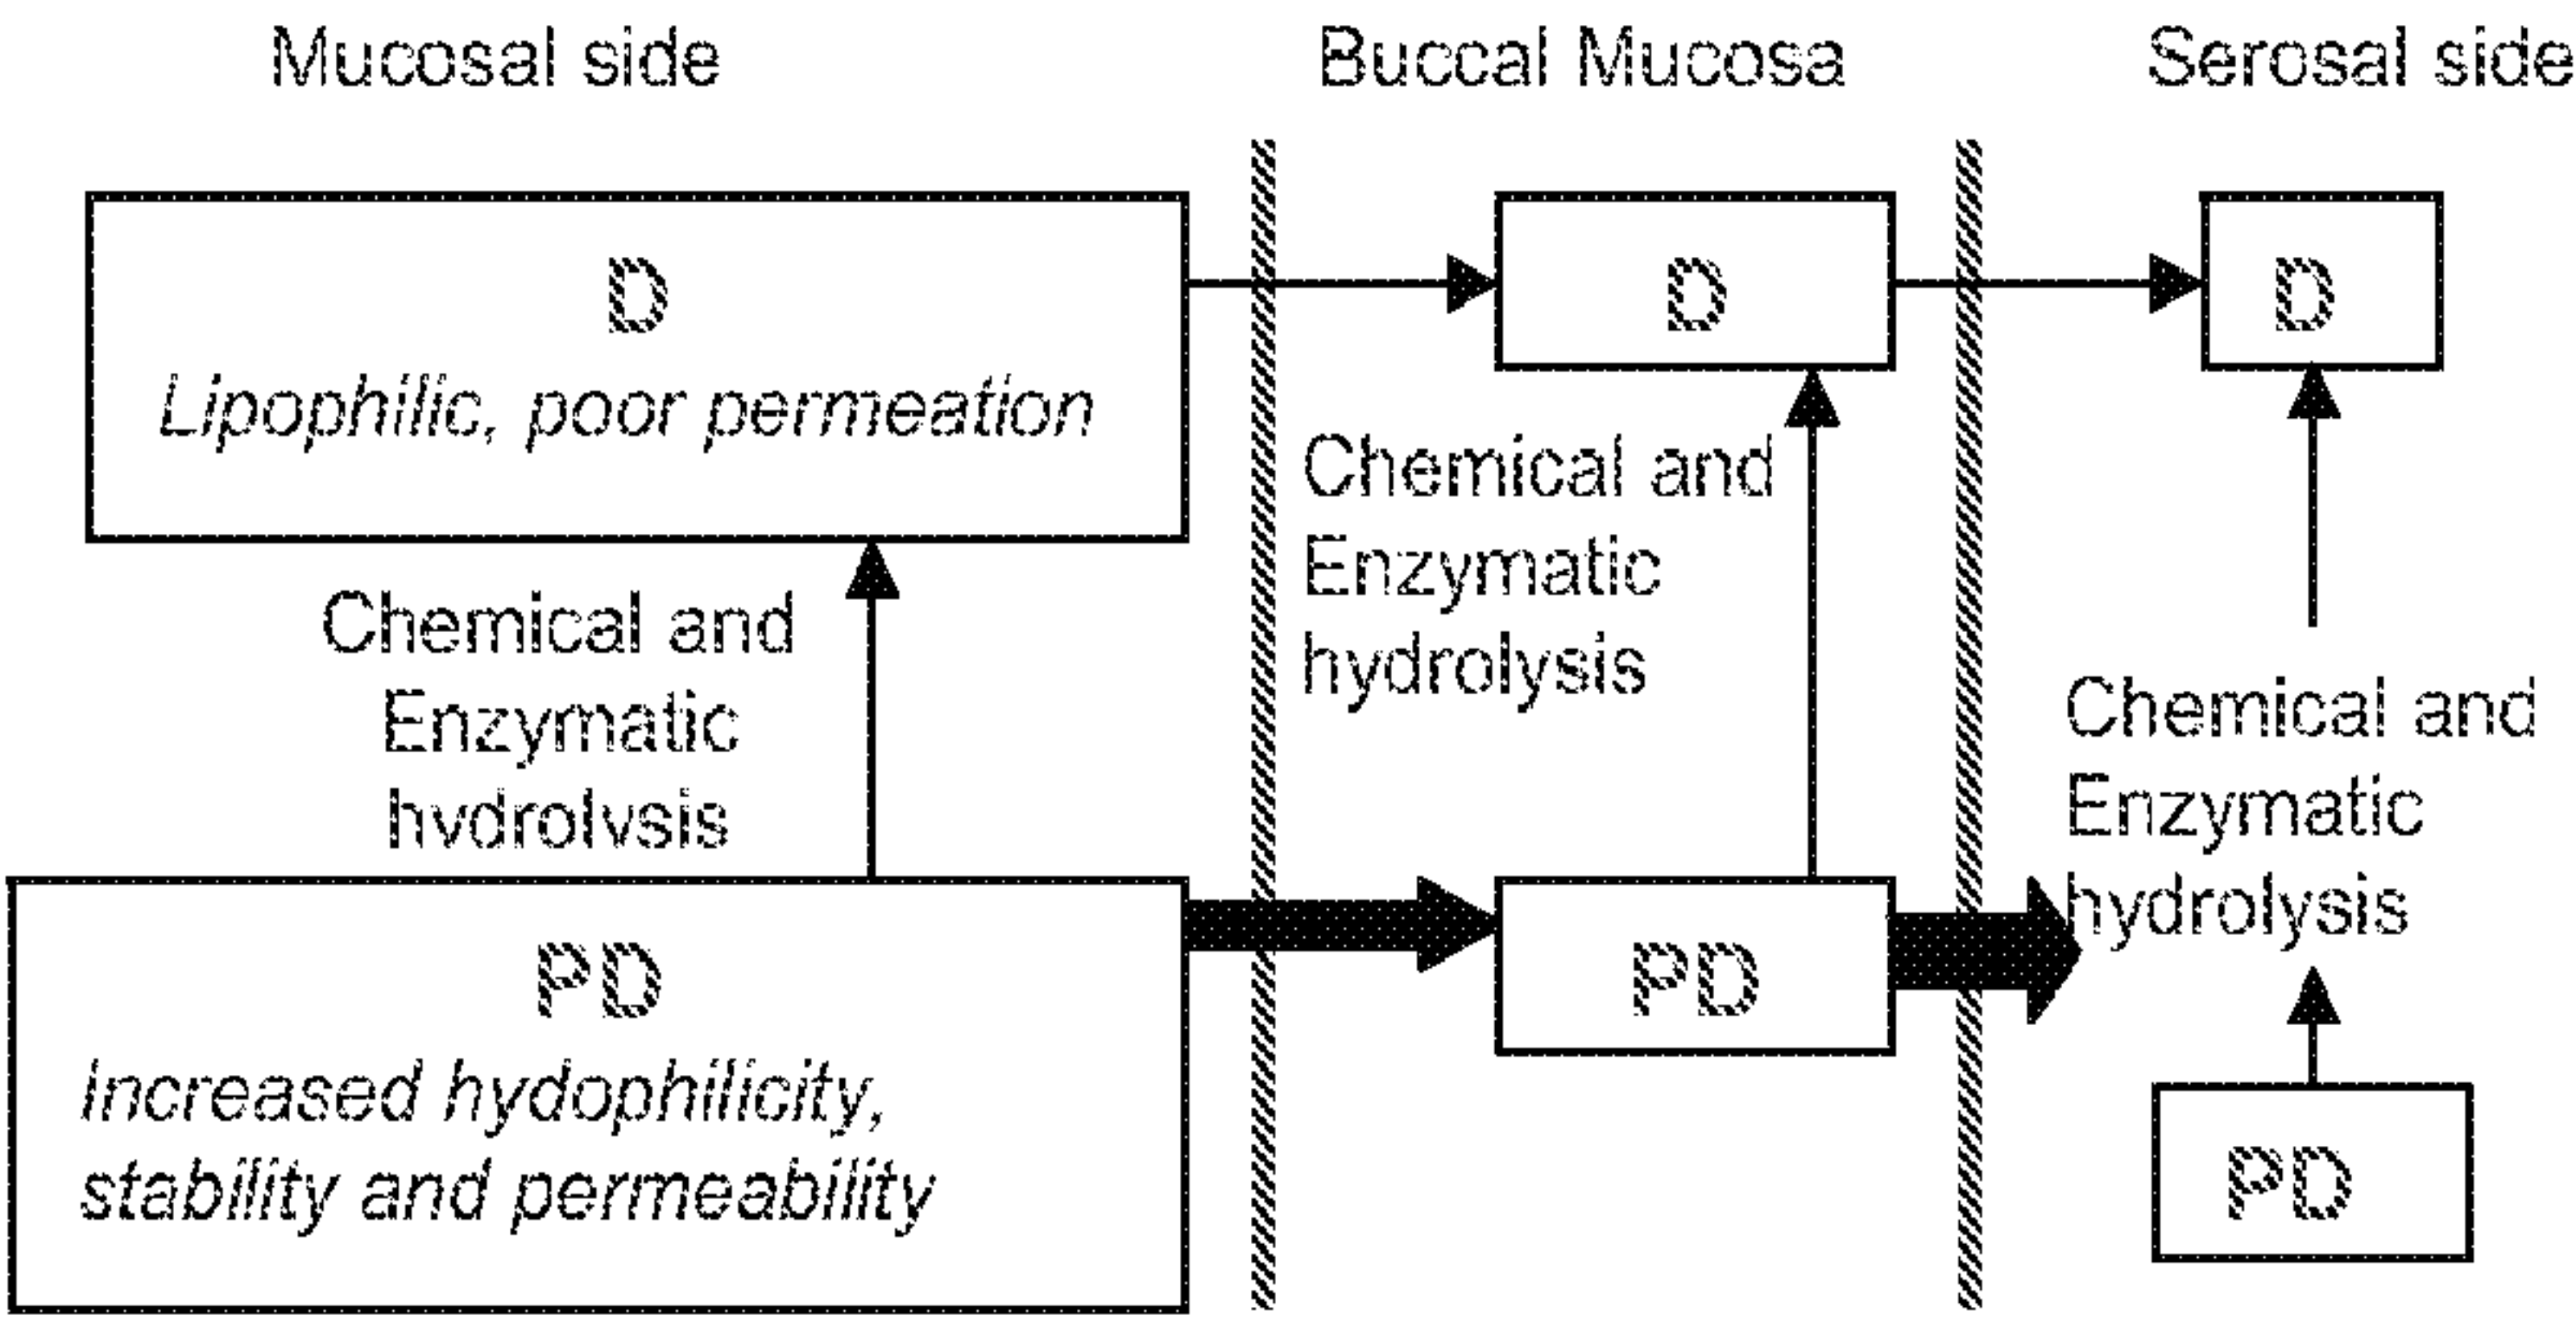 Mucosal side
Buccal Mucosa
Serosal side
D
Lipophilic, poor permeation
D
D
Chemical and
Enzymatic
hydrolysis
Chemical and
Enzymatic
hydrolysis
Chemical and
Enzymatic
hydrolysis
PD
Increased hydophilicity,
stability and permeability
PD
PD